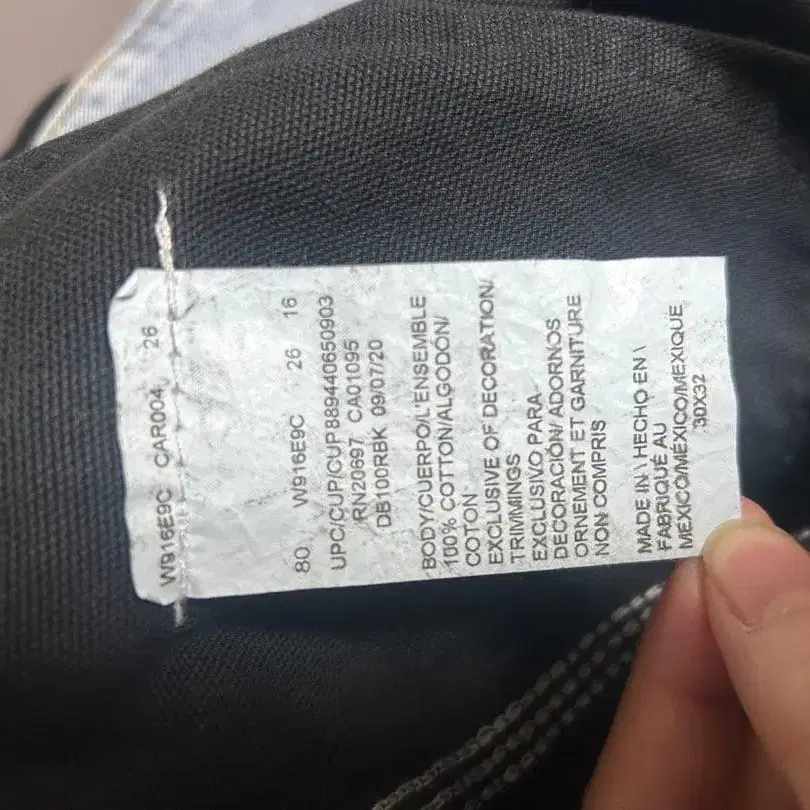 W916E9C CAR004 26
80. W916E9C 26 16
UPC/CUP/CUP889440650903
RN20697 CA01095
DB100RBK 09/07/20
BODY/CUERPO/L'ENSEMBLE
100% COTTON/ALGODON/
COTON
EXCLUSIVE OF DECORATION/
TRIMMINGS
EXCLUSIVO PARA
DECORACIÓN/ ADORNOS
ORNEMENT ET GARNITURE
NON COMPRIS
MADE IN \ HECHO EN \
FABRIQUÉ AU
MEXICO/MÉXICO/MEXIQUE
30X32